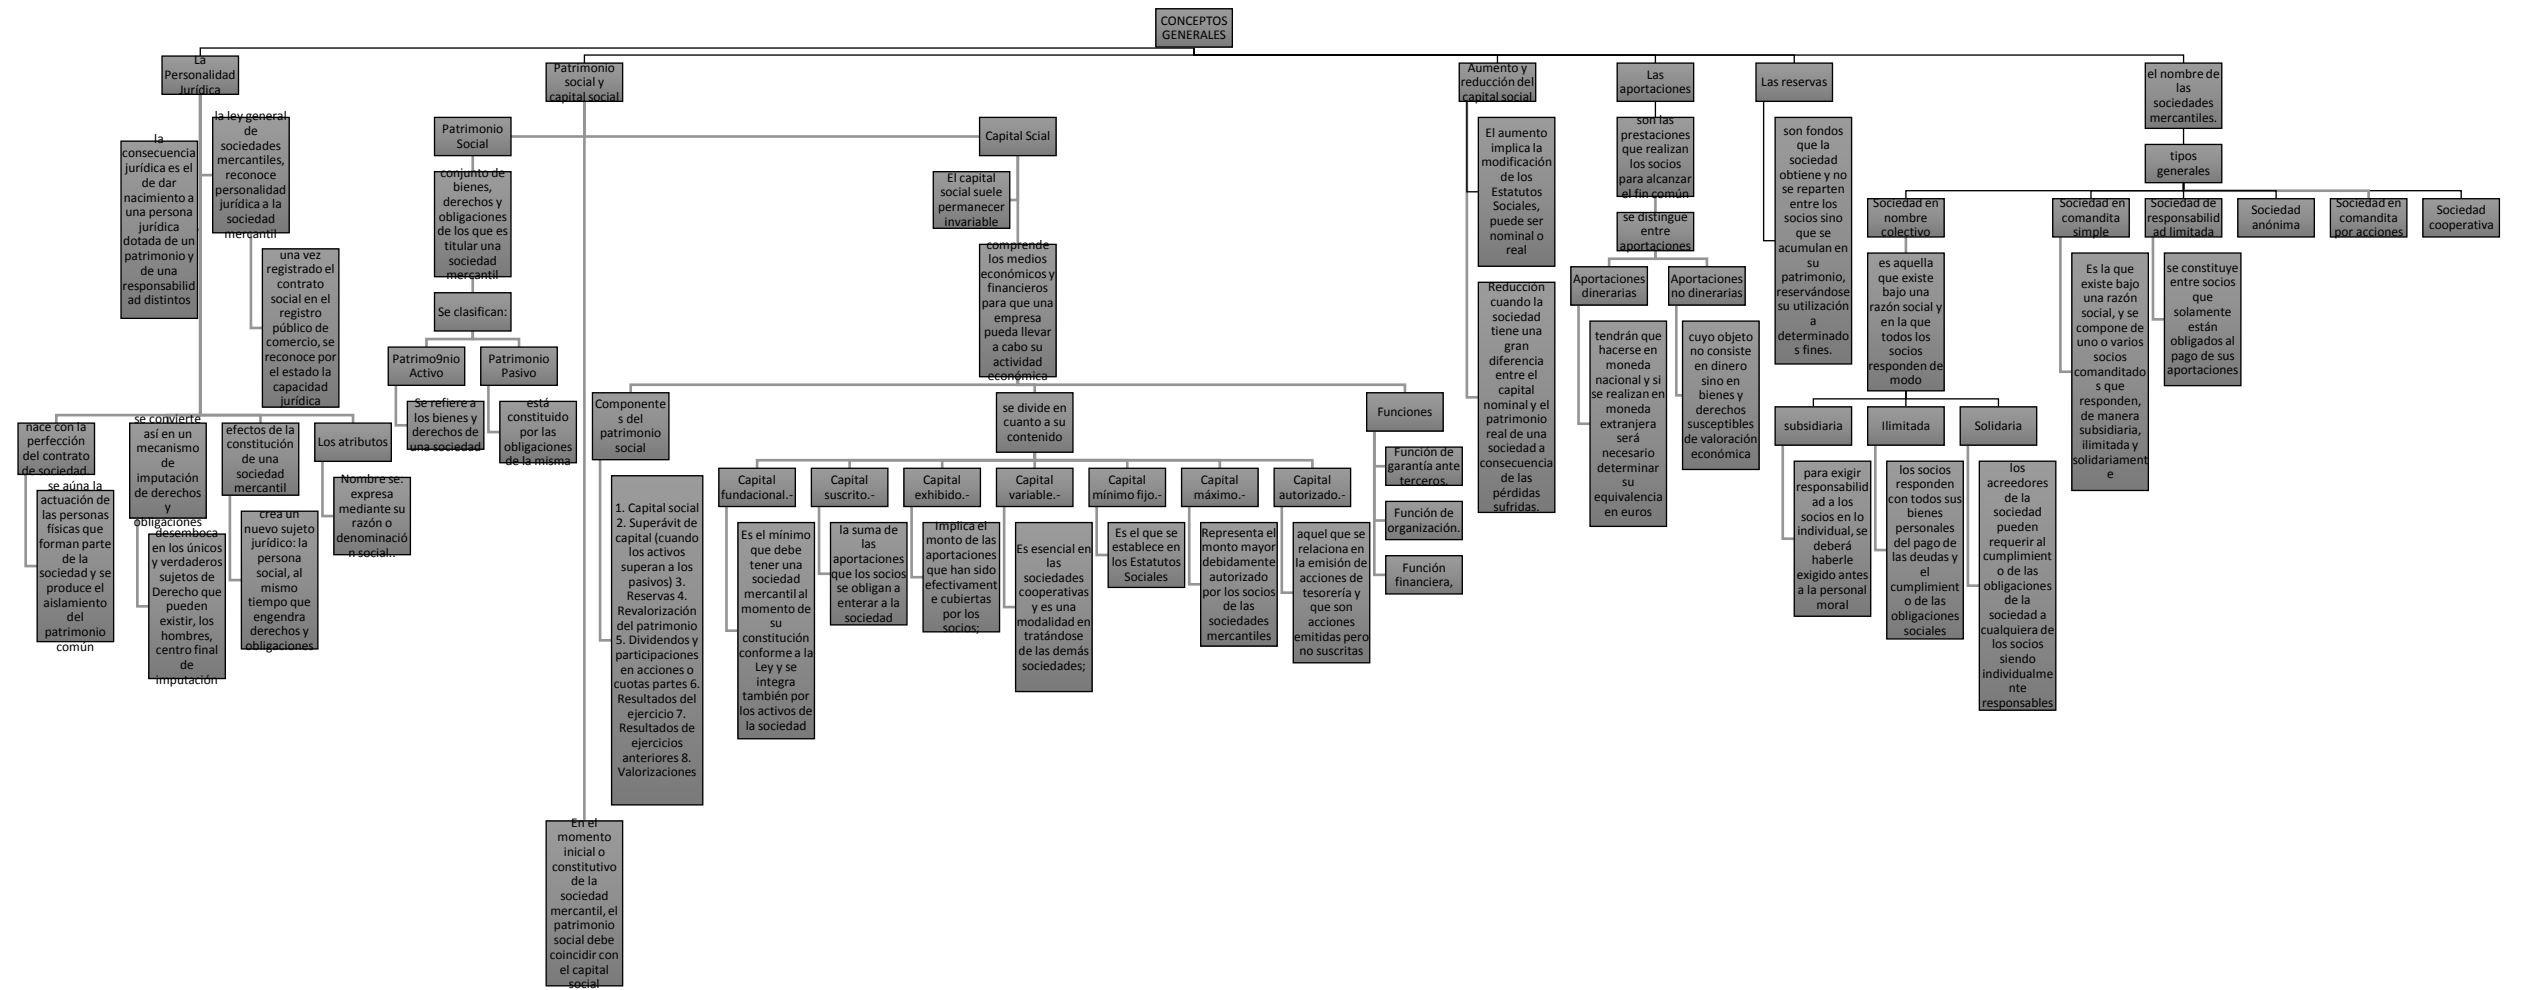 CONCEPTOS
GENERALES
La
Personalidad
Jurídica
la
consecuencia
jurídica es el
de dar
nacimiento a
una persona
jurídica
dotada de un
patrimonio y
de una
responsabilid
ad distintos
la ley general
de
sociedades
mercantiles,
reconoce
personalidad
jurídica a la
sociedad
mercantil
una vez
registrado el
contrato
social en el
registro
público de
comercio, se
reconoce por
el estado la
capacidad
jurídica
nace con la
perfección
del contrato
de sociedad.
se aúna la
actuación de
las personas
físicas que
forman parte
de la
sociedad y se
produce el
aislamiento
del
patrimonio
común
se convierte
así en un
mecanismo
de
imputación
de derechos
y
obligaciones
desemboca
en los únicos
y verdaderos
sujetos de
Derecho que
pueden
existir, los
hombres,
centro final
de
imputación
efectos de la
constitución
de una
sociedad
mercantil
crea un
nuevo sujeto
jurídico: la
persona
social, al
mismo
tiempo que
engendra
derechos y
obligaciones
Los atributos
Nombre se:
expresa
mediante su
razón o
denominació
n social..
Patrimonio
social y
capital social
Patrimonio
Social
conjunto de
bienes,
derechos y
obligaciones
de los que es
titular una
sociedad
mercantil
Se clasifican:
Patrimo9nio
Activo
Se refiere a
los bienes y
derechos de
una sociedad
Patrimonio
Pasivo
está
constituido
por las
obligaciones
de la misma
Capital Scial
El capital
social suele
permanecer
invariable
comprende
los medios
económicos y
financieros
para que una
empresa
pueda llevar
a cabo su
actividad
económica
Componente
s del
patrimonio
social
1. Capital social
2. Superávit de
capital (cuando
los activos
superan a los
pasivos) 3.
Reservas 4.
Revalorización
del patrimonio
5. Dividendos y
participaciones
en acciones o
cuotas partes 6.
Resultados del
ejercicio 7.
Resultados de
ejercicios
anteriores 8.
Valorizaciones
se divide en
cuanto a su
contenido
Capital
fundacional.-
Es el mínimo
que debe
tener una
sociedad
mercantil al
momento de
su
constitución
conforme a la
Ley y se
integra
también por
los activos de
la sociedad
Capital
suscrito.-
la suma de
las
aportaciones
que los socios
se obligan a
enterar a la
sociedad
Capital
exhibido.-
Implica el
monto de las
aportaciones
que han sido
efectivament
e cubiertas
por los
socios;
Capital
variable.-
Es esencial en
las
sociedades
cooperativas
y es una
modalidad en
tratándose
de las demás
sociedades;
Capital
mínimo fijo.-
Es el que se
establece en
los Estatutos
Sociales
Capital
máximo.-
Representa el
monto mayor
debidamente
autorizado
por los socios
de las
sociedades
mercantiles
Capital
autorizado.-
aquel que se
relaciona en
la emisión de
acciones de
tesorería y
que son
acciones
emitidas pero
no suscritas
Funciones
Función de
garantía ante
terceros.
Función de
organización.
Función
financiera,
En el
momento
inicial o
constitutivo
de la
sociedad
mercantil, el
patrimonio
social debe
coincidir con
el capital
social
Aumento y
reducción del
capital social
El aumento
implica la
modificación
de los
Estatutos
Sociales,
puede ser
nominal o
real
Reducción
cuando la
sociedad
tiene una
gran
diferencia
entre el
capital
nominal y el
patrimonio
real de una
sociedad a
consecuencia
de las
pérdidas
sufridas.
Las
aportaciones
son las
prestaciones
que realizan
los socios
para alcanzar
el fin común
se distingue
entre
aportaciones
Aportaciones
dinerarias
tendrán que
hacerse en
moneda
nacional y si
se realizan en
moneda
extranjera
será
necesario
determinar
su
equivalencia
en euros
Aportaciones
no dinerarias
cuyo objeto
no consiste
en dinero
sino en
bienes y
derechos
susceptibles
de valoración
económica
Las reservas
son fondos
que la
sociedad
obtiene y no
se reparten
entre los
socios sino
que se
acumulan en
su
patrimonio,
reservándose
su utilización
a
determinado
s fines.
el nombre de
las
sociedades
mercantiles.
tipos
generales
Sociedad en
nombre
colectivo
es aquella
que existe
bajo una
razón social y
en la que
todos los
socios
responden de
modo
subsidiaria
para exigir
responsabilid
ad a los
socios en lo
individual, se
deberá
haberle
exigido antes
a la personal
moral
Ilimitada
los socios
responden
con todos sus
bienes
personales
del pago de
las deudas y
el
cumplimient
o de las
obligaciones
sociales
Solidaria
los
acreedores
de la
sociedad
pueden
requerir al
cumplimient
o de las
obligaciones
de la
sociedad a
cualquiera de
los socios
siendo
individualme
nte
responsables
Sociedad en
comandita
simple
Es la que
existe bajo
una razón
social, y se
compone de
uno o varios
socios
comanditado
s que
responden,
de manera
subsidiaria,
ilimitada y
solidariament
e
Sociedad de
responsabilid
ad limitada
se constituye
entre socios
que
solamente
están
obligados al
pago de sus
aportaciones
Sociedad
anónima
Sociedad en
comandita
por acciones
Sociedad
cooperativa